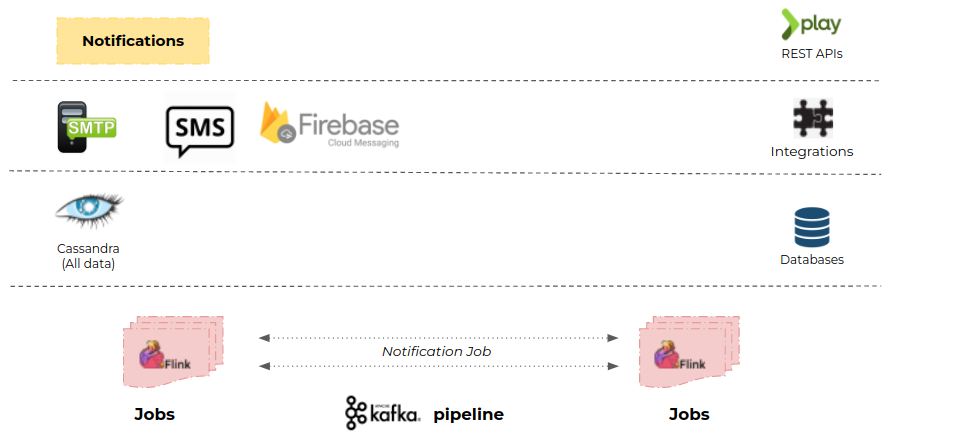 Notifications
play
REST APIs
SMTP
SMS
Firebase
Cloud Messaging
Integrations
Cassandra
(All data)
Databases
Flink
Notification Job
Flink
Jobs
APACHE
kafka® pipeline
Jobs